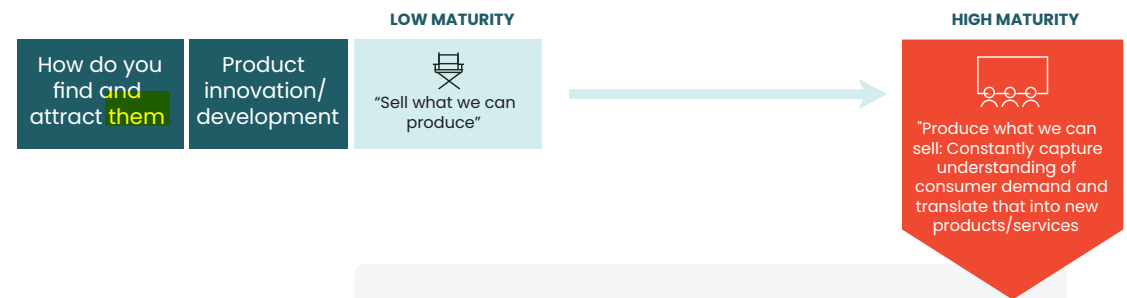 LOW MATURITY
HIGH MATURITY
How do you
find and
attract them
Product
innovation/
development
“Sell what we can
produce”
"Produce what we can
sell: Constantly capture
understanding of
consumer demand and
translate that into new
products/services